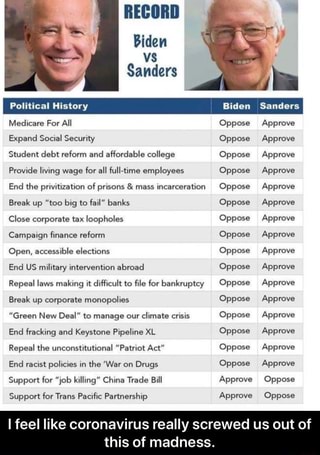 RECORD
Biden
vs
Sanders
Political History Biden Sanders
Medicare For All Oppose Approve
Expand Social Security Oppose Approve
Student debt reform and affordable college Oppose Approve
Provide living wage for all full-time employees Oppose Approve
End the privitization of prisons & mass incarceration Oppose Approve
Break up "too big to fail" banks Oppose Approve
Close corporate tax loopholes Oppose Approve
Campaign finance reform Oppose Approve
Open, accessible elections Oppose Approve
End US military intervention abroad Oppose Approve
Repeal laws making it difficult to file for bankruptcy Oppose Approve
Break up corporate monopolies Oppose Approve
"Green New Deal" to manage our climate crisis Oppose Approve
End fracking and Keystone Pipeline XL Oppose Approve
Repeal the unconstitutional "Patriot Act" Oppose Approve
End racist policies in the 'War on Drugs Oppose Approve
Support for "job killing" China Trade Bill Approve Oppose
Support for Trans Pacific Partnership Approve Oppose
I feel like coronavirus really screwed us out of
this of madness.